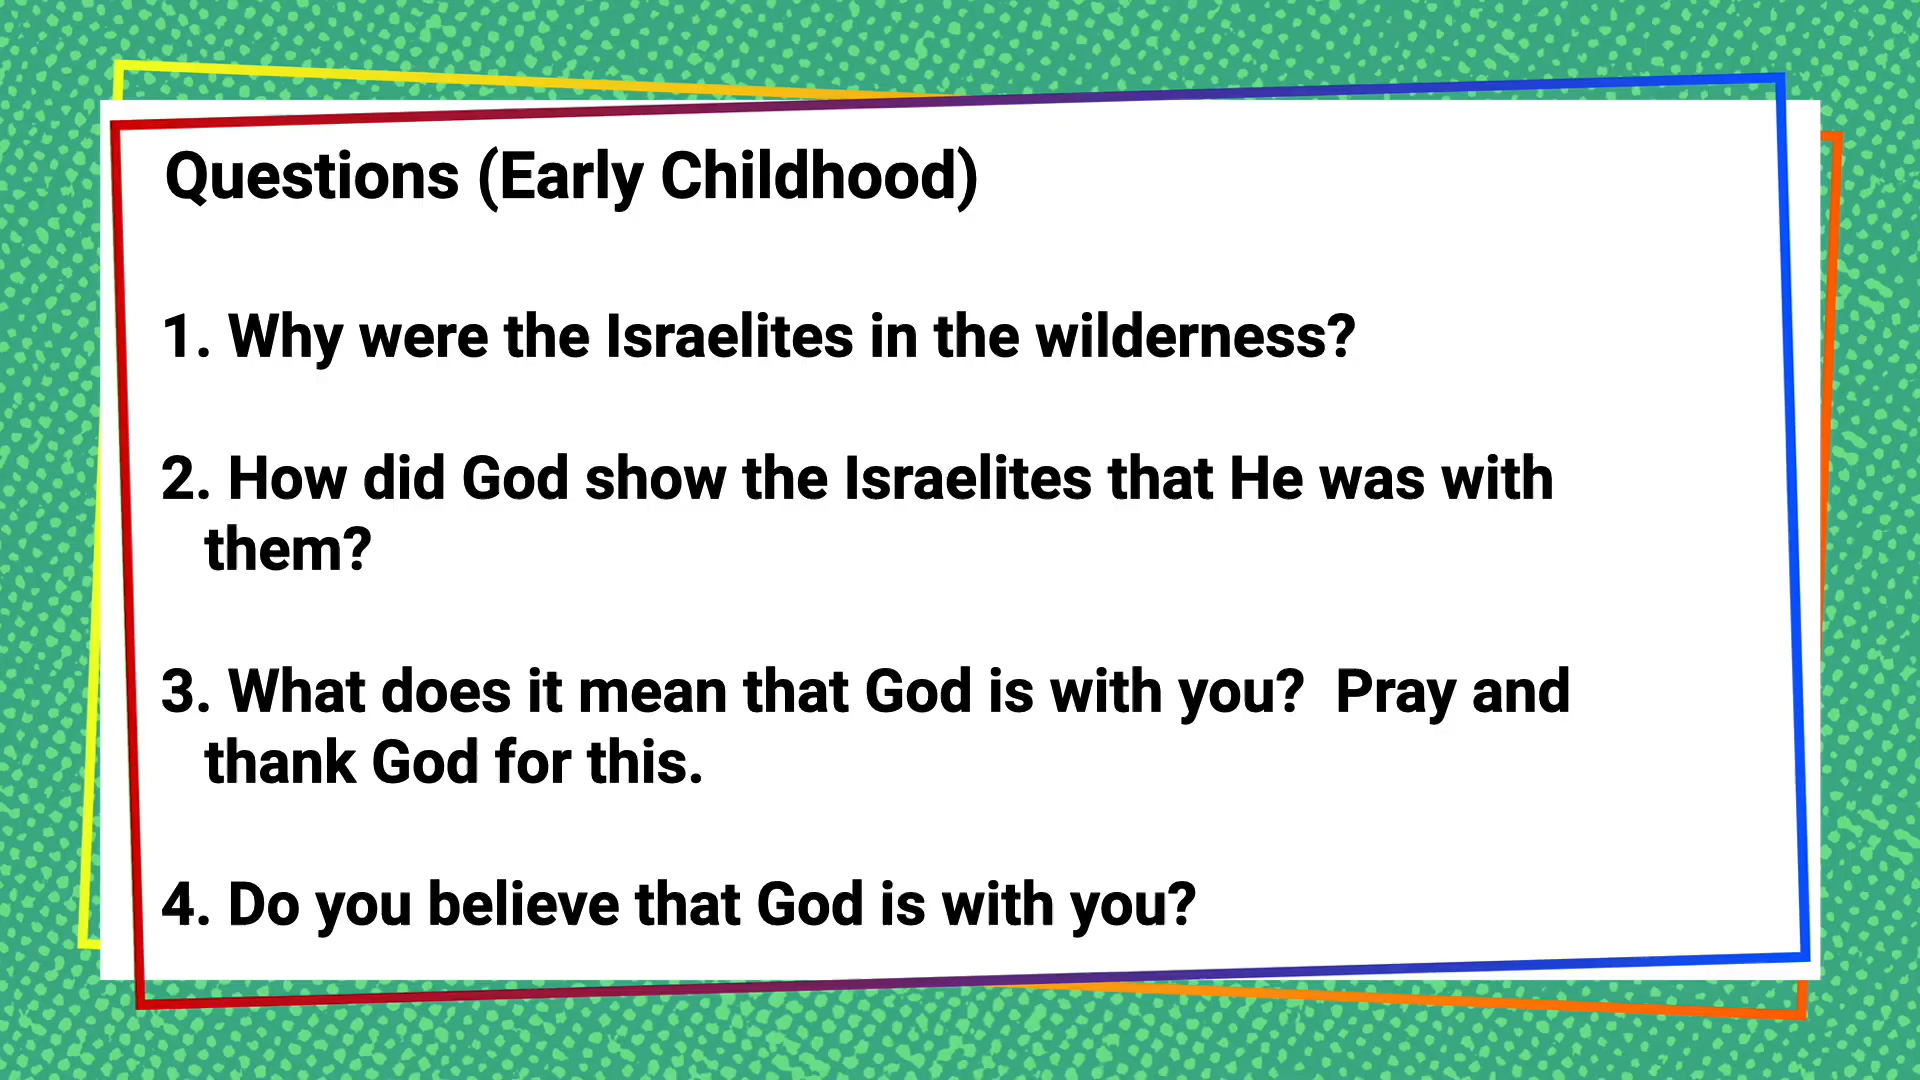 Questions (Early Childhood)
1. Why were the Israelites in the wilderness?
2. How did God show the Israelites that He was with
them?
3. What does it mean that God is with you?  Pray and
thank God for this.
4. Do you believe that God is with you?